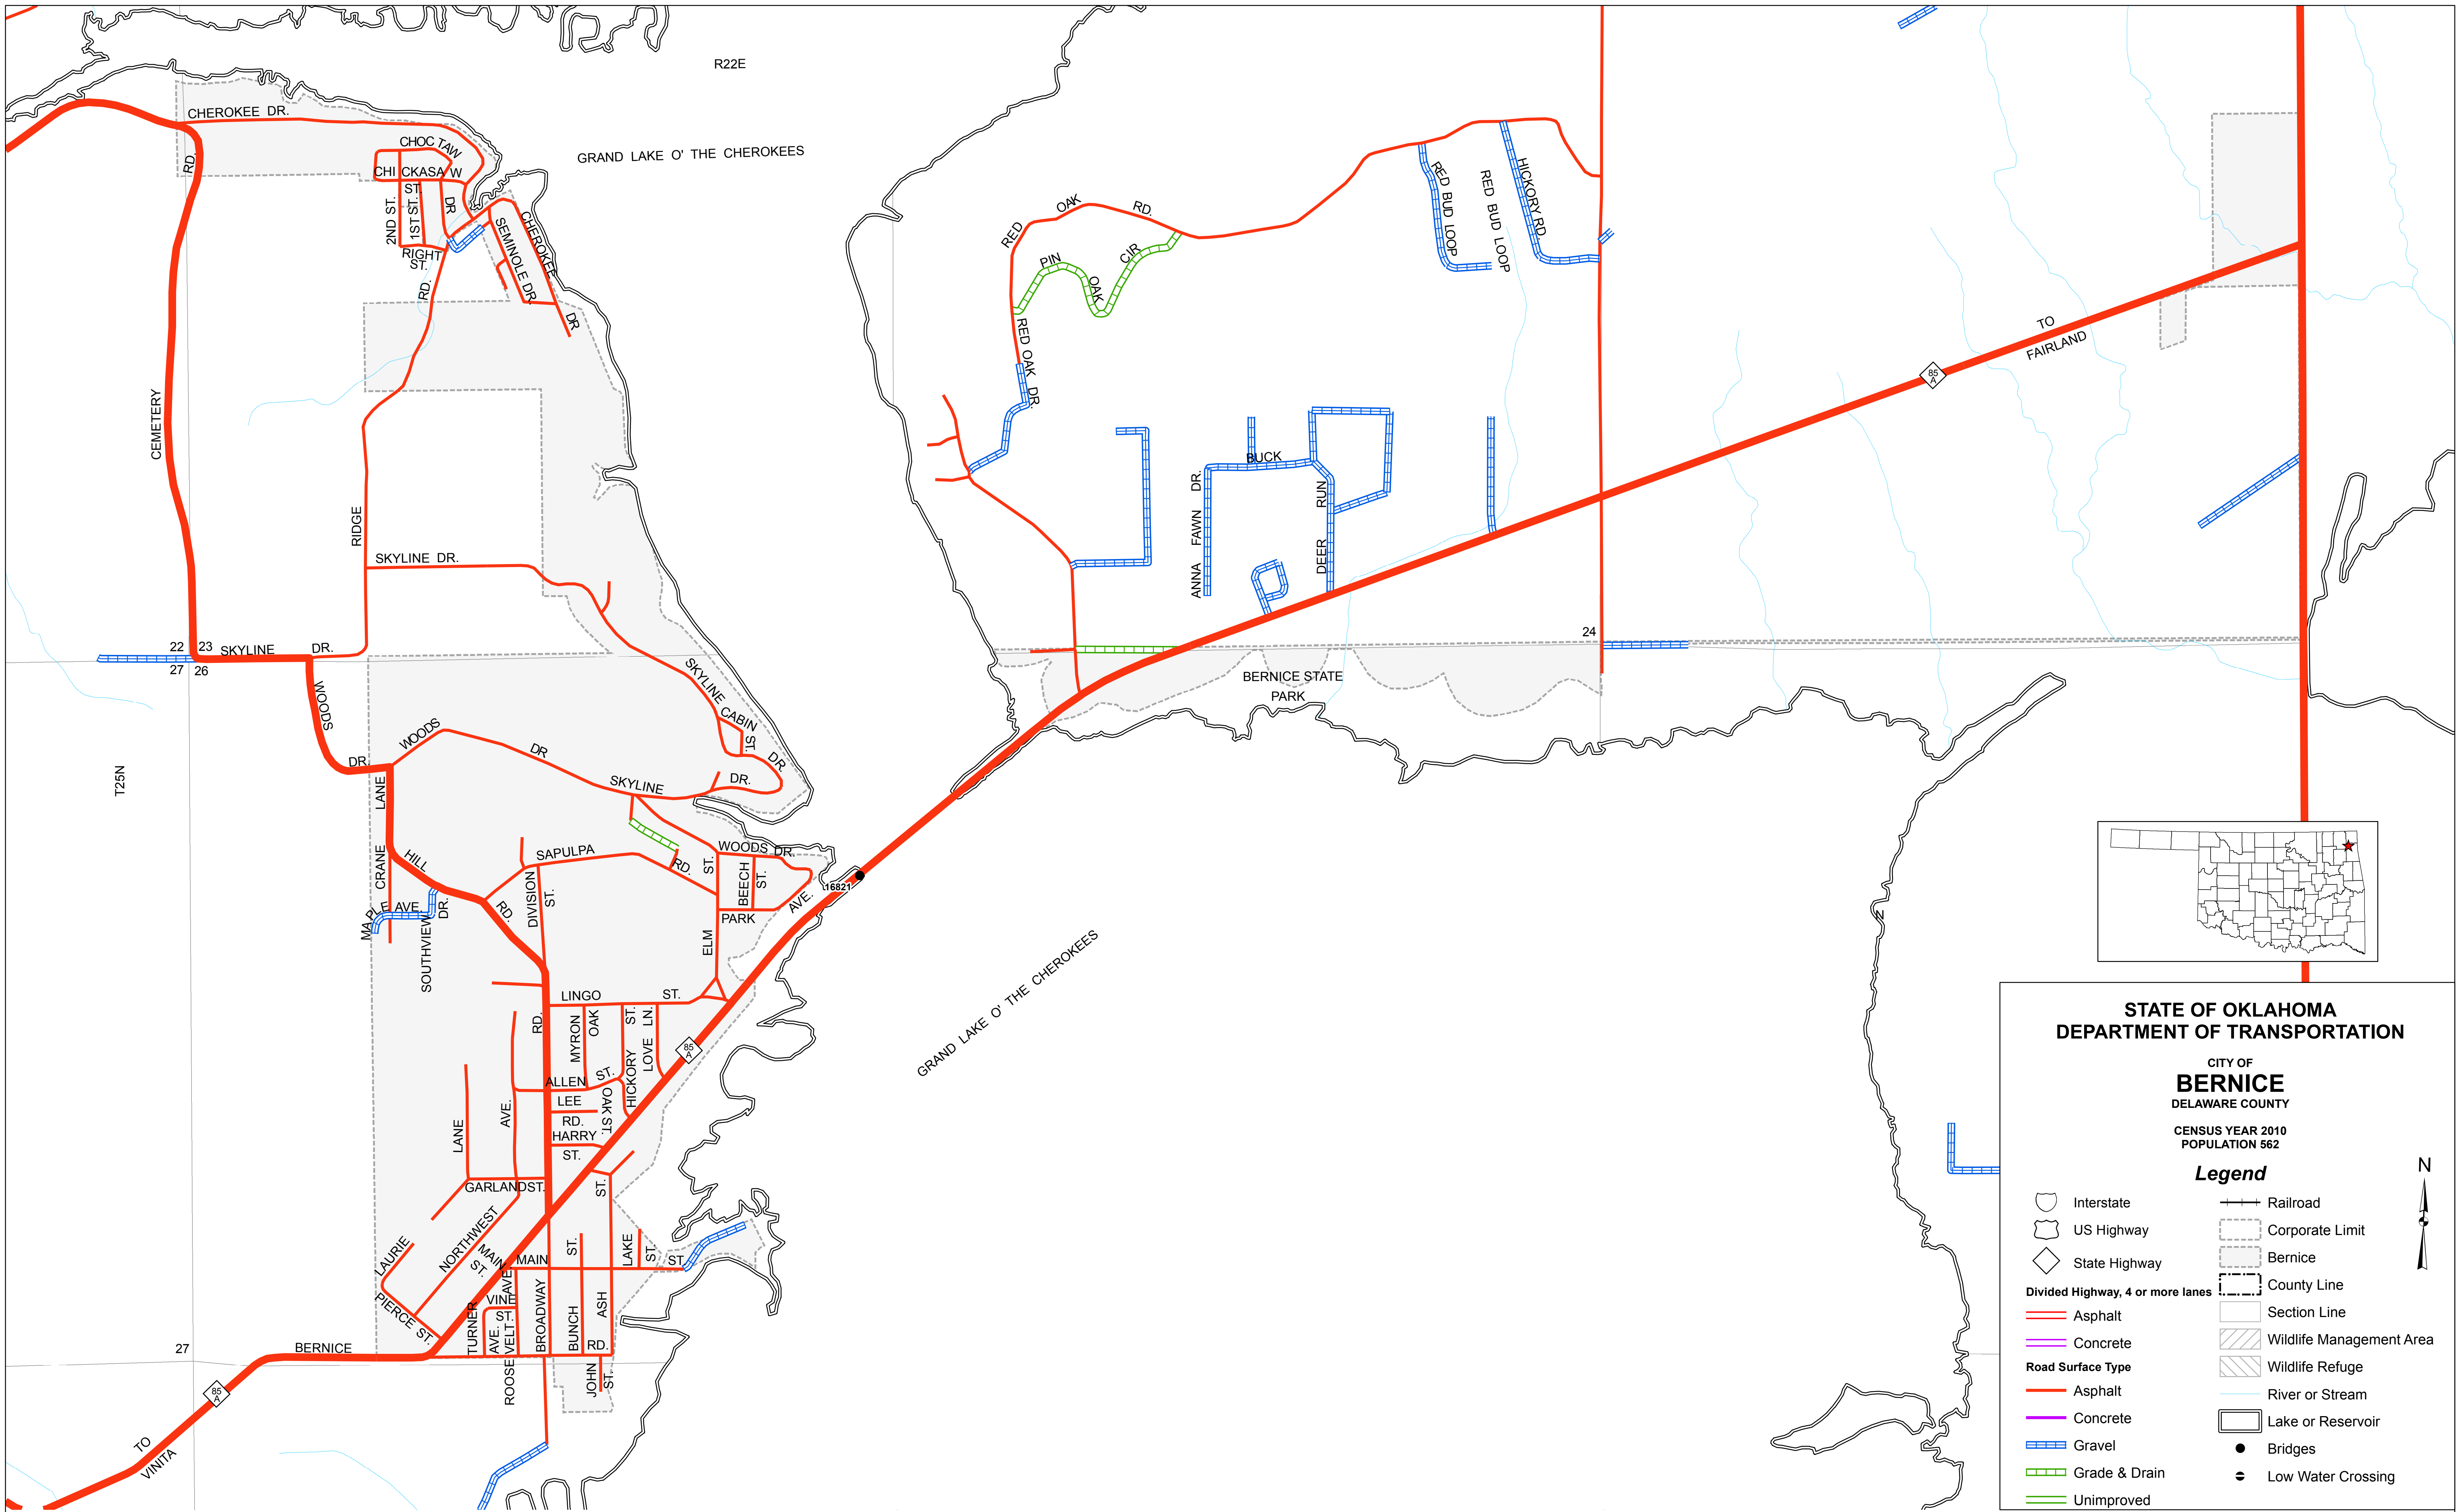 R22E
GRAND LAKE O' THE CHEROKEES
CHEROKEE DR.
CHOC TAW
CHI CKASA W
ST.
2ND ST.
1ST ST.
DR
RIGHT
ST.
SEMINOLE DR.
CHEROKEE
DR
RD.
CEMETERY
RD.
RIDGE
SKYLINE DR.
22
23
SKYLINE DR.
27
26
WOODS
DR.
T25N
WOODS
DR
SKYLINE
DR.
SKYLINE
CABIN
ST.
DR
LANE
CRANE
HILL
RD.
MAPLE AVE.
SOUTHVIEW
DR.
SAPULPA
RD.
DIVISION
ST.
WOODS DR.
ST.
ELM
BEECH
ST.
PARK
AVE.
16821
LINGO ST.
RD.
MYRON
OAK
ST.
HICKORY
LOVE LN.
85
A
ALLEN
ST.
LEE
RD.
OAK ST.
HARRY
ST.
AVE.
LANE
GARLAND ST.
ST.
LAURIE
NORTHWEST
MAIN
ST.
MAIN
ST.
PIERCE ST.
AVE
VINE
ST.
TURNER
AVE.
ROOSE VELT.
BROADWAY
BUNCH
ST.
ASH
LAKE
ST.
RD.
JOHN
ST.
27
BERNICE
85
A
TO
VINITA
RED OAK RD.
PIN OAK CIR
RED OAK DR.
RED BUD LOOP
RED BUD LOOP
HICKORY RD.
BUCK
ANNA FAWN DR.
DEER RUN
24
BERNICE STATE
PARK
85
A
TO
FAIRLAND
GRAND LAKE O' THE CHEROKEES
N
STATE OF OKLAHOMA
DEPARTMENT OF TRANSPORTATION
CITY OF
BERNICE
DELAWARE COUNTY
CENSUS YEAR 2010
POPULATION 562
Legend
N
Interstate
US Highway
State Highway
Divided Highway, 4 or more lanes
Asphalt
Concrete
Road Surface Type
Asphalt
Concrete
Gravel
Grade & Drain
Unimproved
Railroad
Corporate Limit
Bernice
County Line
Section Line
Wildlife Management Area
Wildlife Refuge
River or Stream
Lake or Reservoir
Bridges
Low Water Crossing